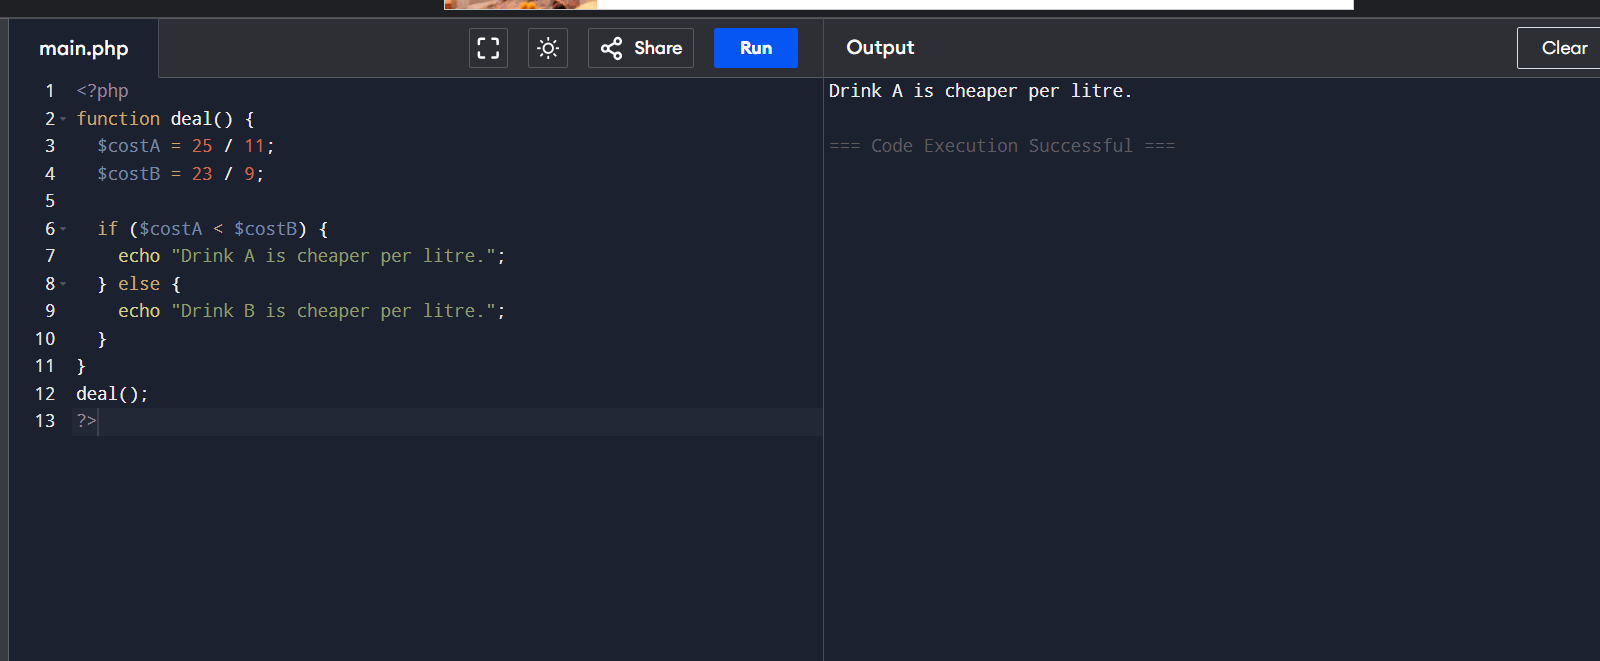 main.php
Share
Run
Output
Clear
1 <?php
2 function deal() {
3   $costA = 25 / 11;
4   $costB = 23 / 9;
5
6   if ($costA < $costB) {
7     echo "Drink A is cheaper per litre.";
8   } else {
9     echo "Drink B is cheaper per litre.";
10   }
11 }
12 deal();
13 ?>
Drink A is cheaper per litre.
=== Code Execution Successful ===